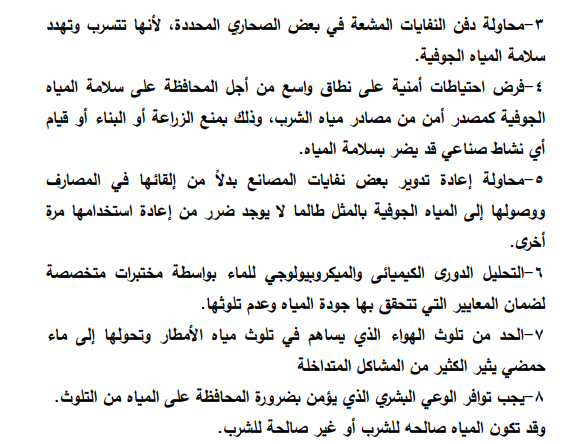 ٣-محاولة دفن النفايات المشعة في بعض الصحاري المحددة، لأنها تتسرب وتهدد
سلامة المياه الجوفية.
٤-فرض احتياطات أمنية على نطاق واسع من أجل المحافظة على سلامة المياه
الجوفية كمصدر أمن من مصادر مياه الشرب، وذلك بمنع الزراعة أو البناء أو قيام
أي نشاط صناعي قد يضر بسلامة المياه.
٥-محاولة إعادة تدوير بعض نفايات المصانع بدلاً من إلقائها في المصارف
ووصولها إلى المياه الجوفية بالمثل طالما لا يوجد ضرر من إعادة استخدامها مرة
أخرى.
٦-التحليل الدورى الكيميائى والميكروبيولوجي للماء بواسطة مختبرات متخصصة
لضمان المعايير التي تتحقق بها جودة المياه وعدم تلوثها.
٧-الحد من تلوث الهواء الذي يساهم في تلوث مياه الأمطار وتحولها إلى ماء
حمضي يثير الكثير من المشاكل المتداخلة
٨-يجب توافر الوعي البشري الذي يؤمن بضرورة المحافظة على المياه من التلوث.
وقد تكون المياه صالحه للشرب أو غير صالحة للشرب.